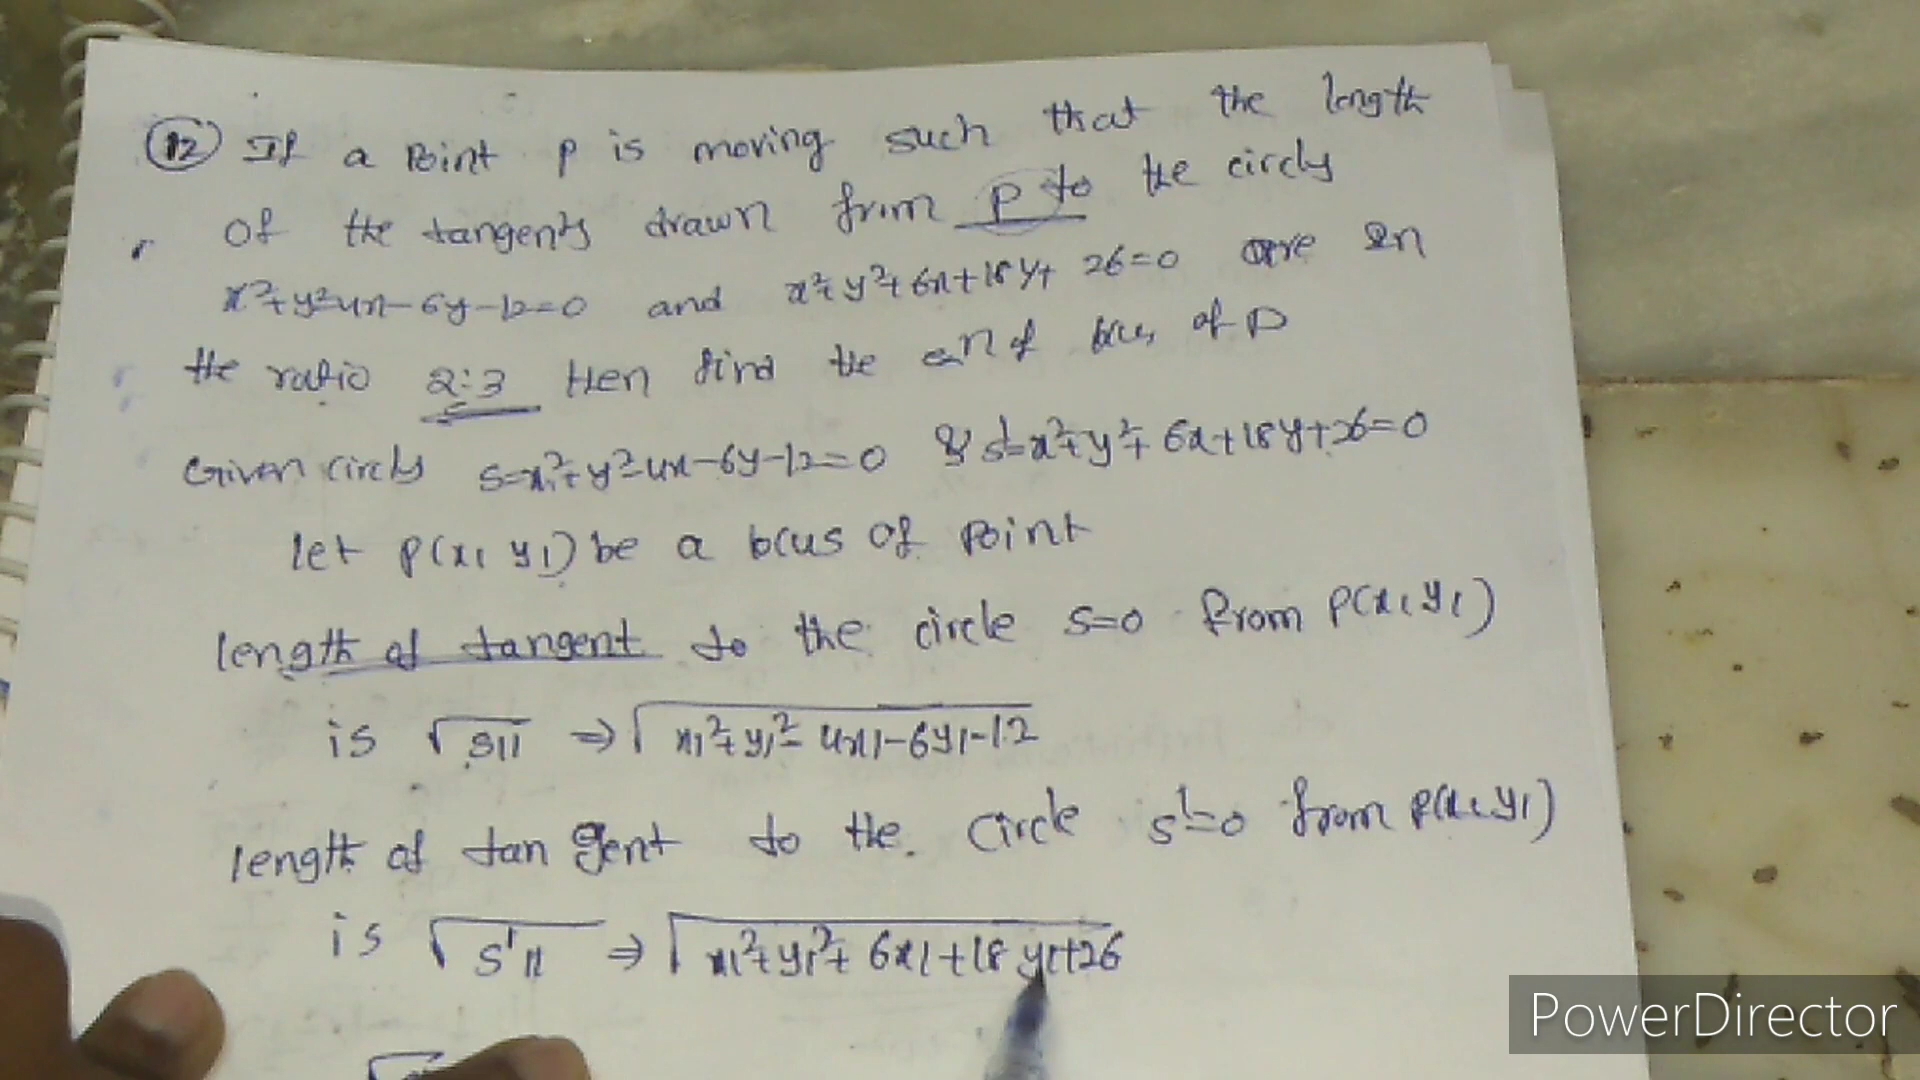 12 If a Point P is moving such that the length
of the tangents drawn from P to the circles
x²+y²-4x-6y-12=0 and x²+y²+6x+18y+26=0 are in
the ratio 2:3 then find the eqn of locus of P
Given circles S=x²+y²-4x-6y-12=0 & S'=x²+y²+6x+18y+26=0
let P(x1 y1) be a locus of Point
length of tangent to the circle S=0 from P(x1 y1)
is √S11 ⇒ √x1²+y1²-4x1-6y1-12
length of tangent to the. Circle S'=0 from P(x1 y1)
is √S'11 ⇒ √x1²+y1²+6x1+18y1+26
PowerDirector